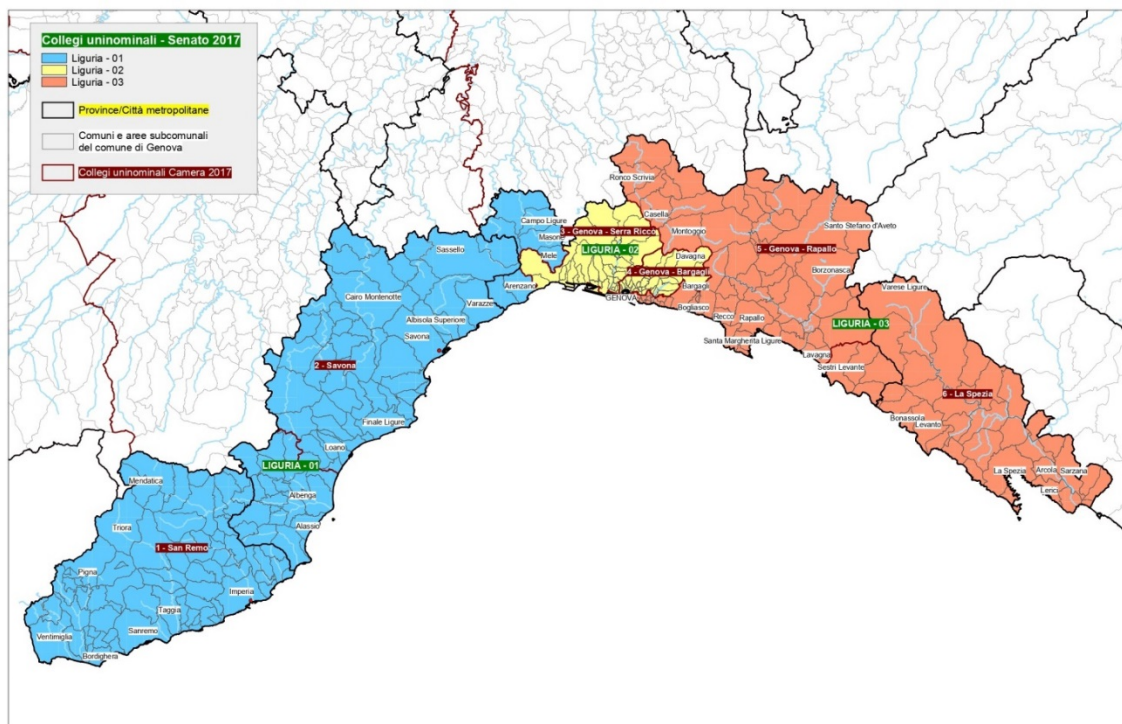 Collegi uninominali - Senato 2017
Liguria - 01
Liguria - 02
Liguria - 03
Province/Città metropolitane
Comuni e aree subcomunali
del comune di Genova
Collegi uninominali Camera 2017
Ronco Scrivia
Campo Ligure
Casella
Masone
3 - Genova - Serra Riccò
Montoggio
Santo Stefano d'Aveto
Sassello
LIGURIA - 02
5 - Genova - Rapallo
Mele
Davagna
4 - Genova - Bargagli
Borzonasca
Arenzano
Bargagli
Varese Ligure
Cairo Montenotte
GENOVA
Varazze
Bogliasco
Albisola Superiore
Recco
Rapallo
LIGURIA - 03
Savona
Santa Margherita Ligure
Lavagna
2 - Savona
Sestri Levante
6 - La Spezia
Bonassola
Finale Ligure
Levanto
Loano
LIGURIA - 01
La Spezia
Arcola
Sarzana
Mendatica
Albenga
Lerici
Triora
Alassio
1 - San Remo
Pigna
Imperia
Taggia
Sanremo
Ventimiglia
Bordighera